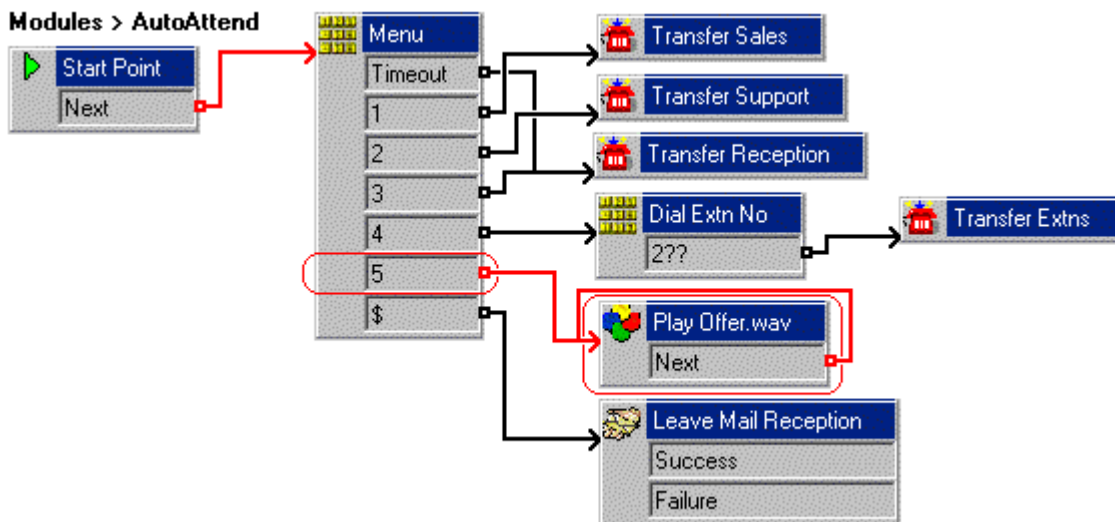 Modules > AutoAttend
Start Point
Next
Menu
Timeout
1
2
3
4
5
$
Transfer Sales
Transfer Support
Transfer Reception
Dial Extn No
2??
Transfer Extns
Play Offer.wav
Next
Leave Mail Reception
Success
Failure